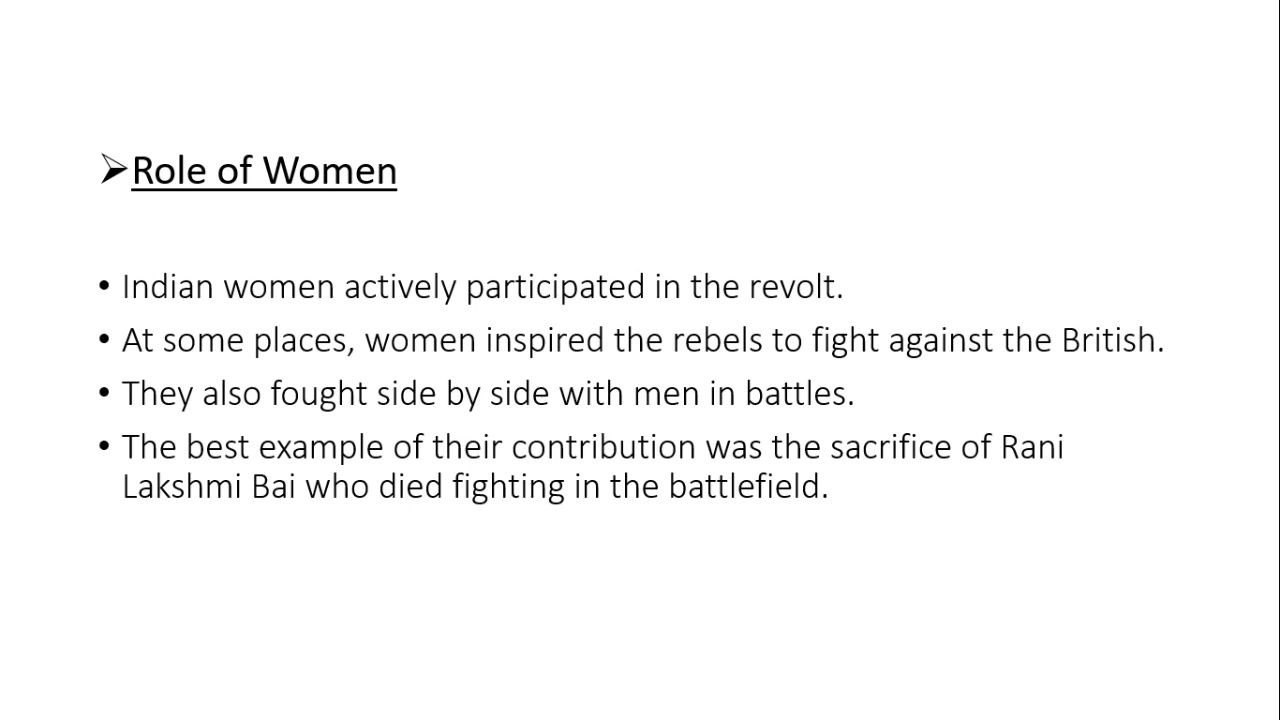 ➢Role of Women
• Indian women actively participated in the revolt.
• At some places, women inspired the rebels to fight against the British.
• They also fought side by side with men in battles.
• The best example of their contribution was the sacrifice of Rani
Lakshmi Bai who died fighting in the battlefield.